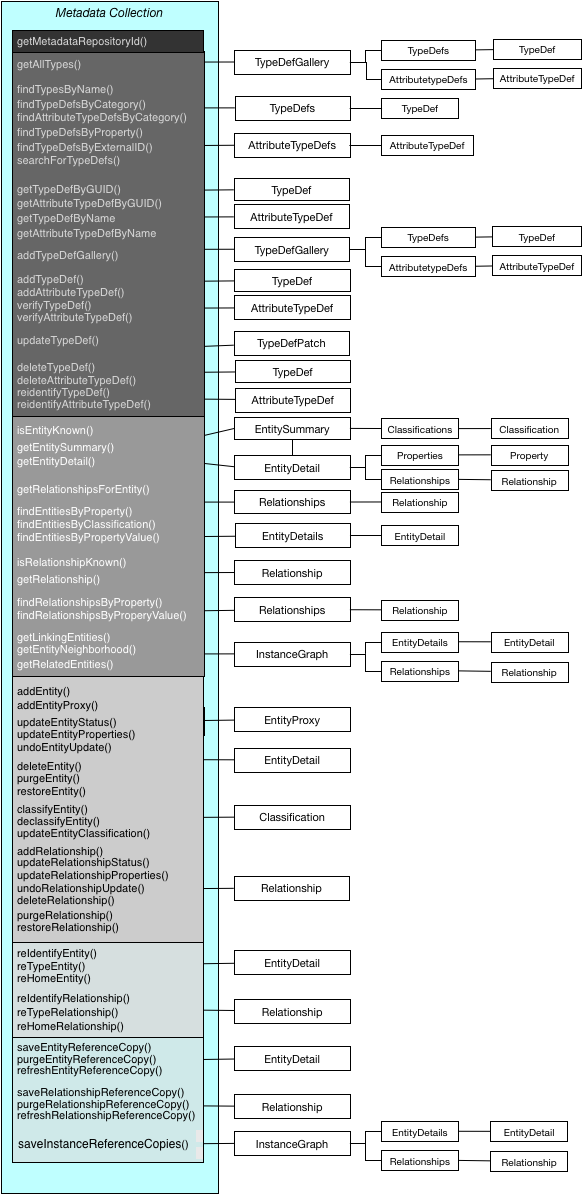 Metadata Collection
getMetadataRepositoryId()
getAllTypes()
TypeDefGallery
TypeDefs
TypeDef
AttributetypeDefs
AttributeTypeDef
findTypesByName()
findTypeDefsByCategory()
findAttributeTypeDefsByCategory()
TypeDefs
TypeDef
findTypeDefsByProperty()
findTypeDefsByExternalID()
searchForTypeDefs()
AttributeTypeDefs
AttributeTypeDef
getTypeDefByGUID()
TypeDef
getAttributeTypeDefByGUID()
getTypeDefByName
AttributeTypeDef
getAttributeTypeDefByName
addTypeDefGallery()
TypeDefGallery
TypeDefs
TypeDef
AttributetypeDefs
AttributeTypeDef
addTypeDef()
TypeDef
addAttributeTypeDef()
verifyTypeDef()
AttributeTypeDef
verifyAttributeTypeDef()
updateTypeDef()
TypeDefPatch
deleteTypeDef()
TypeDef
deleteAttributeTypeDef()
reidentifyTypeDef()
reidentifyAttributeTypeDef()
AttributeTypeDef
isEntityKnown()
EntitySummary
Classifications
Classification
getEntitySummary()
getEntityDetail()
EntityDetail
Properties
Property
Relationships
Relationship
getRelationshipsForEntity()
Relationships
Relationship
findEntitiesByProperty()
findEntitiesByClassification()
findEntitiesByPropertyValue()
EntityDetails
EntityDetail
isRelationshipKnown()
getRelationship()
Relationship
findRelationshipsByProperty()
findRelationshipsByProperyValue()
Relationships
Relationship
getLinkingEntities()
getEntityNeighborhood()
getRelatedEntities()
InstanceGraph
EntityDetails
EntityDetail
Relationships
Relationship
addEntity()
addEntityProxy()
updateEntityStatus()
EntityProxy
updateEntityProperties()
undoEntityUpdate()
deleteEntity()
EntityDetail
purgeEntity()
restoreEntity()
classifyEntity()
declassifyEntity()
Classification
updateEntityClassification()
addRelationship()
updateRelationshipStatus()
updateRelationshipProperties()
undoRelationshipUpdate()
Relationship
deleteRelationship()
purgeRelationship()
restoreRelationship()
reIdentifyEntity()
reTypeEntity()
EntityDetail
reHomeEntity()
reIdentifyRelationship()
reTypeRelationship()
Relationship
reHomeRelationship()
saveEntityReferenceCopy()
purgeEntityReferenceCopy()
EntityDetail
refreshEntityReferenceCopy()
saveRelationshipReferenceCopy()
purgeRelationshipReferenceCopy()
Relationship
refreshRelationshipReferenceCopy()
saveInstanceReferenceCopies()
InstanceGraph
EntityDetails
EntityDetail
Relationships
Relationship